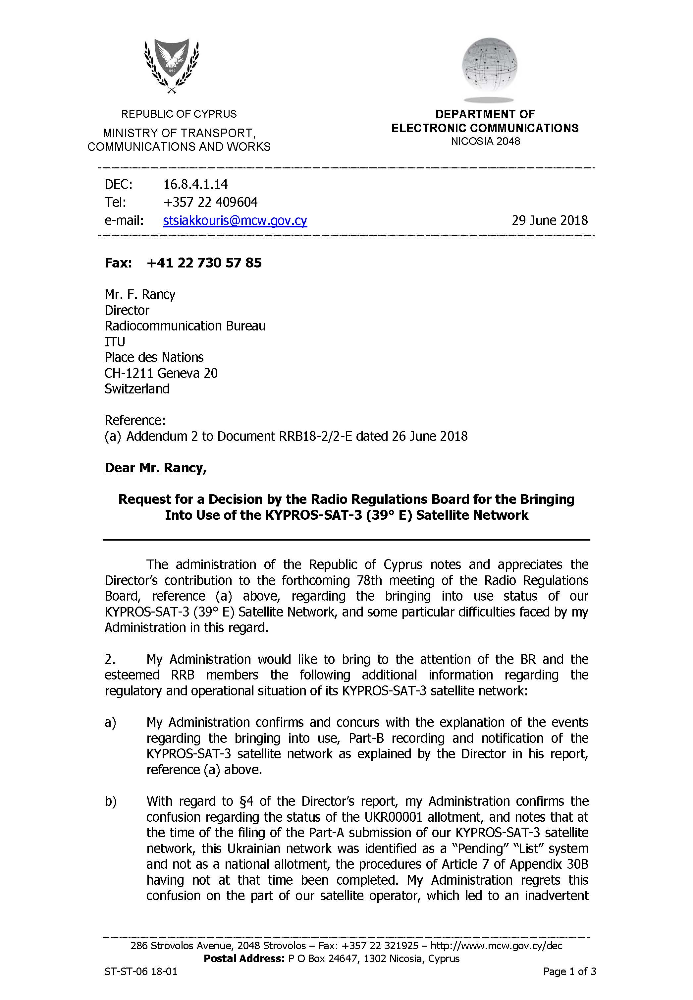 1960
REPUBLIC OF CYPRUS
MINISTRY OF TRANSPORT,
COMMUNICATIONS AND WORKS
DEPARTMENT OF
ELECTRONIC COMMUNICATIONS
NICOSIA 2048
DEC: 16.8.4.1.14
Tel: +357 22 409604
e-mail: stsiakkouris@mcw.gov.cy 29 June 2018
Fax: +41 22 730 57 85
Mr. F. Rancy
Director
Radiocommunication Bureau
ITU
Place des Nations
CH-1211 Geneva 20
Switzerland
Reference:
(a) Addendum 2 to Document RRB18-2/2-E dated 26 June 2018
Dear Mr. Rancy,
Request for a Decision by the Radio Regulations Board for the Bringing
Into Use of the KYPROS-SAT-3 (39° E) Satellite Network
The administration of the Republic of Cyprus notes and appreciates the
Director’s contribution to the forthcoming 78th meeting of the Radio Regulations
Board, reference (a) above, regarding the bringing into use status of our
KYPROS-SAT-3 (39° E) Satellite Network, and some particular difficulties faced by my
Administration in this regard.
2. My Administration would like to bring to the attention of the BR and the
esteemed RRB members the following additional information regarding the
regulatory and operational situation of its KYPROS-SAT-3 satellite network:
a) My Administration confirms and concurs with the explanation of the events
regarding the bringing into use, Part-B recording and notification of the
KYPROS-SAT-3 satellite network as explained by the Director in his report,
reference (a) above.
b) With regard to §4 of the Director’s report, my Administration confirms the
confusion regarding the status of the UKR00001 allotment, and notes that at
the time of the filing of the Part-A submission of our KYPROS-SAT-3 satellite
network, this Ukrainian network was identified as a “Pending” “List” system
and not as a national allotment, the procedures of Article 7 of Appendix 30B
having not at that time been completed. My Administration regrets this
confusion on the part of our satellite operator, which led to an inadvertent
286 Strovolos Avenue, 2048 Strovolos – Fax: +357 22 321925 – http://www.mcw.gov.cy/dec
Postal Address: P O Box 24647, 1302 Nicosia, Cyprus
ST-ST-06 18-01 Page 1 of 3